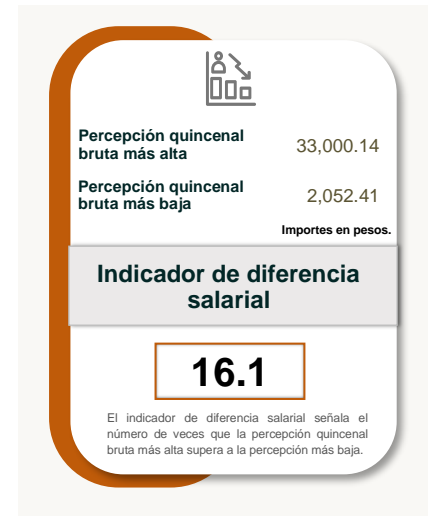 Percepción quincenal
bruta más alta
33,000.14
Percepción quincenal
bruta más baja
2,052.41
Importes en pesos.
Indicador de diferencia
salarial
16.1
El indicador de diferencia salarial señala el
número de veces que la percepción quincenal
bruta más alta supera a la percepción más baja.